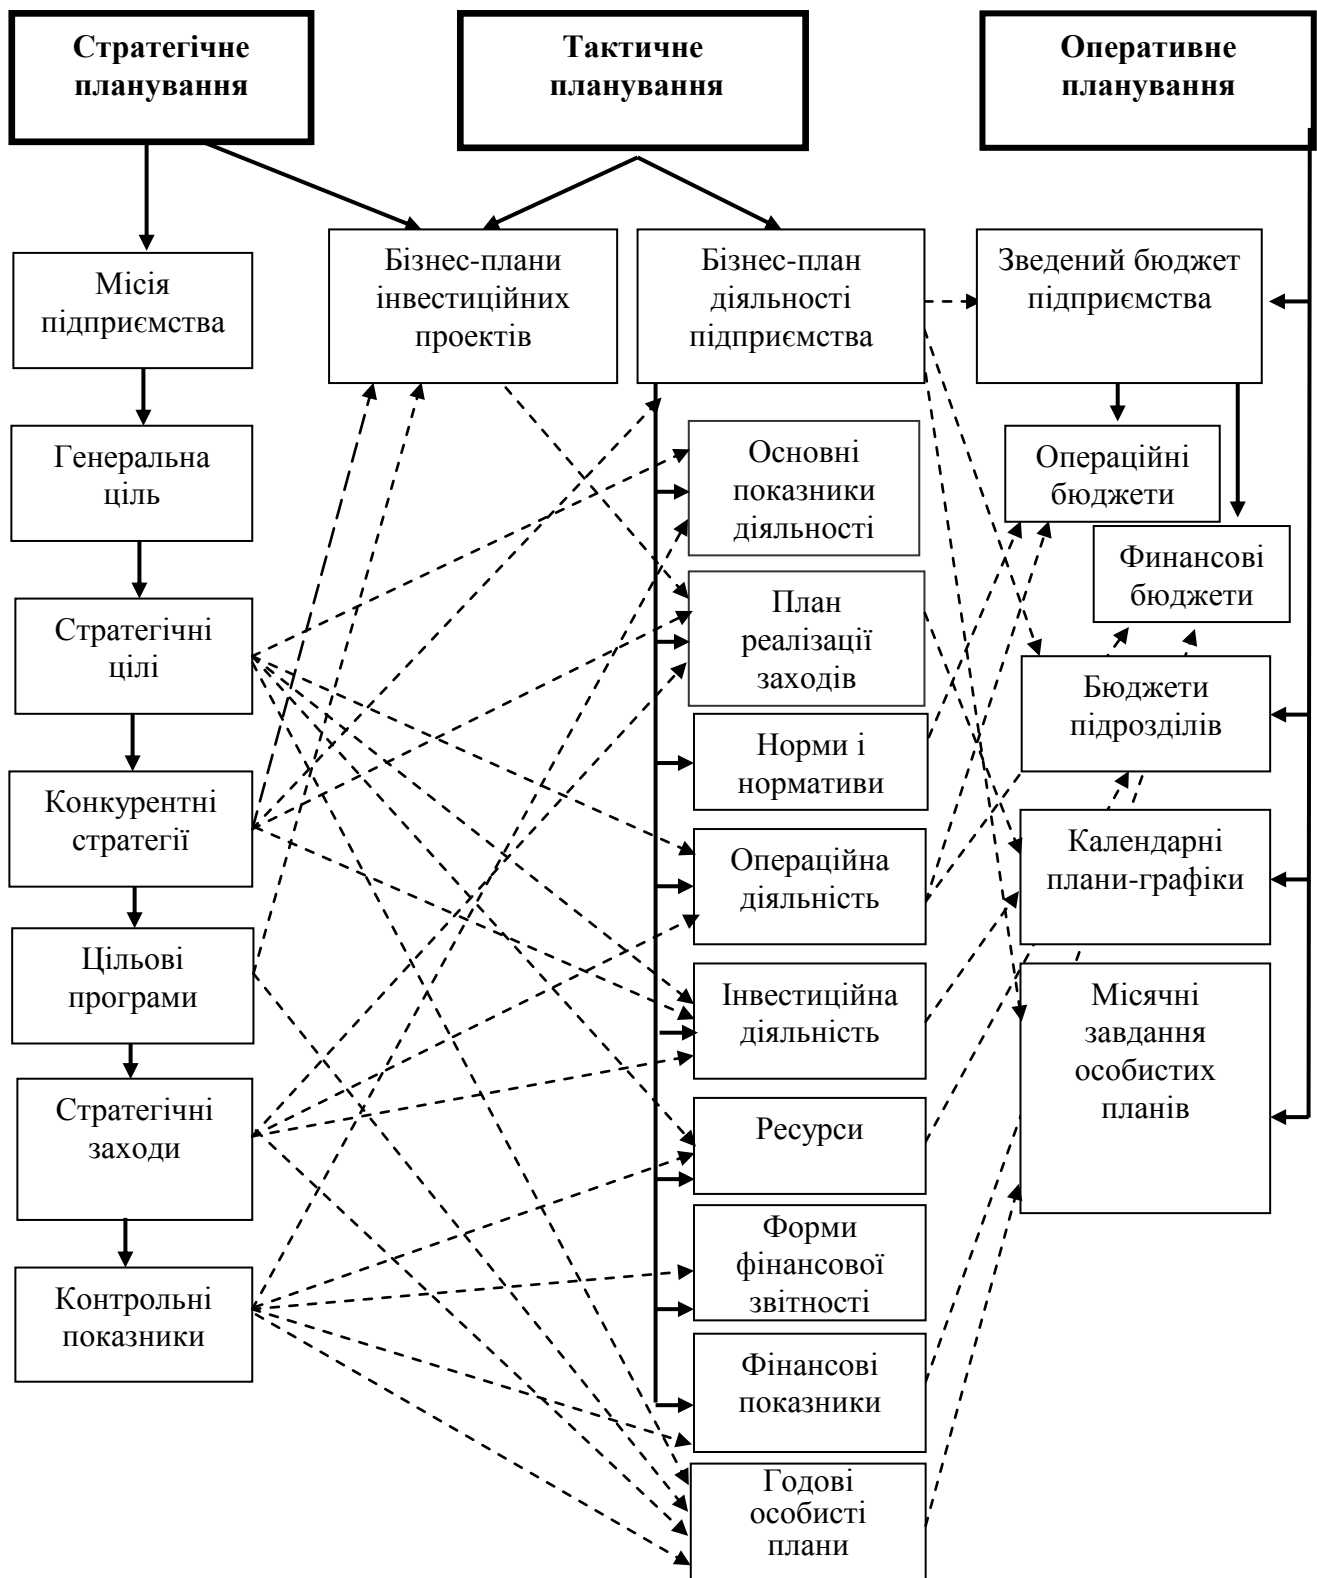 Стратегічне
планування
Тактичне
планування
Оперативне
планування
Місія
підприємства
Генеральна
ціль
Стратегічні
цілі
Конкурентні
стратегії
Цільові
програми
Стратегічні
заходи
Контрольні
показники
Бізнес-плани
інвестиційних
проектів
Бізнес-план
діяльності
підприємства
Основні
показники
діяльності
План
реалізації
заходів
Норми і
нормативи
Операційна
діяльність
Інвестиційна
діяльність
Ресурси
Форми
фінансової
звітності
Фінансові
показники
Годові
особисті
плани
Зведений бюджет
підприємства
Операційні
бюджети
Финансові
бюджети
Бюджети
підрозділів
Календарні
плани-графіки
Місячні
завдання
особистих
планів